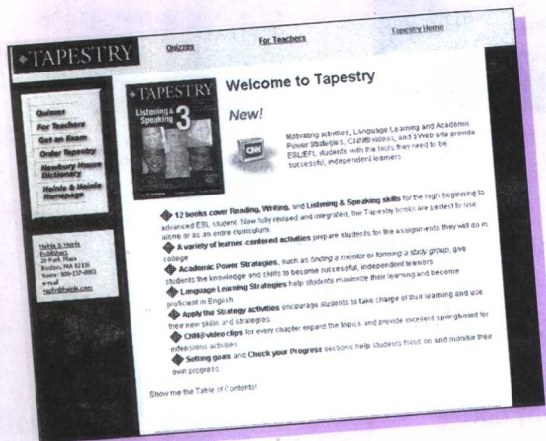 TAPESTRY
Quizzes
For Teachers
Tapestry Home
Quizzes
For Teachers
Get an Exam
Order Tapestry
Newbury House
Dictionary
Heinle & Heinle
Homepage
Heinle & Heinle
Publishers
20 Park Plaza
Boston, MA 02116
Voice: 800-237-0053
e-mail
reply@heinle.com
TAPESTRY
Listening &
Speaking 3
CNN
Welcome to Tapestry
New!
Motivating activities, Language Learning and Academic
Power Strategies, CNN® videos, and a Web site provide
ESL/EFL students with the tools they need to be
successful, independent learners
12 books cover Reading, Writing, and Listening & Speaking skills for the high beginning to
advanced ESL student. Now fully revised and integrated, the Tapestry books are perfect to use
alone or as an entire curriculum.
A variety of learner-centered activities prepare students for the assignments they will do in
college
Academic Power Strategies, such as finding a mentor or forming a study group, give
students the knowledge and skills to become successful, independent learners
Language Learning Strategies help students maximize their learning and become
proficient in English
Apply the Strategy activities encourage students to take charge of their learning and use
their new skills and strategies.
CNN® video clips for every chapter expand the topics and provide excellent springboard for
extensions activities
Setting goals and Check your Progress sections help students focus on and monitor their
own progress
Show me the Table of Contents!